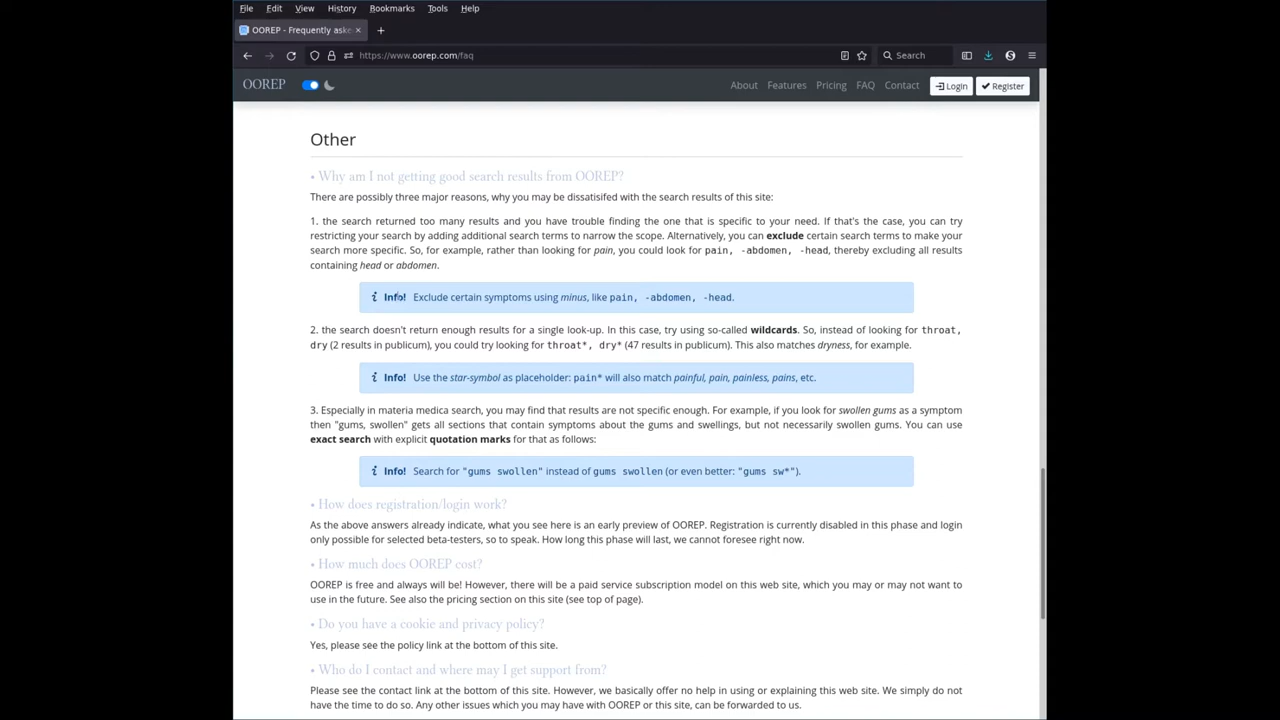 File Edit View History Bookmarks Tools Help
OOREP - Frequently aske
https://www.oorep.com/faq
Search
OOREP
About Features Pricing FAQ Contact Login Register
Other
• Why am I not getting good search results from OOREP?
There are possibly three major reasons, why you may be dissatisifed with the search results of this site:
1. the search returned too many results and you have trouble finding the one that is specific to your need. If that's the case, you can try
restricting your search by adding additional search terms to narrow the scope. Alternatively, you can exclude certain search terms to make your
search more specific. So, for example, rather than looking for pain, you could look for pain, -abdomen, -head, thereby excluding all results
containing head or abdomen.
Info! Exclude certain symptoms using minus, like pain, -abdomen, -head.
2. the search doesn't return enough results for a single look-up. In this case, try using so-called wildcards. So, instead of looking for throat,
dry (2 results in publicum), you could try looking for throat*, dry* (47 results in publicum). This also matches dryness, for example.
Info! Use the star-symbol as placeholder: pain* will also match painful, pain, painless, pains, etc.
3. Especially in materia medica search, you may find that results are not specific enough. For example, if you look for swollen gums as a symptom
then "gums, swollen" gets all sections that contain symptoms about the gums and swellings, but not necessarily swollen gums. You can use
exact search with explicit quotation marks for that as follows:
Info! Search for "gums swollen" instead of gums swollen (or even better: "gums sw*").
• How does registration/login work?
As the above answers already indicate, what you see here is an early preview of OOREP. Registration is currently disabled in this phase and login
only possible for selected beta-testers, so to speak. How long this phase will last, we cannot foresee right now.
• How much does OOREP cost?
OOREP is free and always will be! However, there will be a paid service subscription model on this web site, which you may or may not want to
use in the future. See also the pricing section on this site (see top of page).
• Do you have a cookie and privacy policy?
Yes, please see the policy link at the bottom of this site.
• Who do I contact and where may I get support from?
Please see the contact link at the bottom of this site. However, we basically offer no help in using or explaining this web site. We simply do not
have the time to do so. Any other issues which you may have with OOREP or this site, can be forwarded to us.